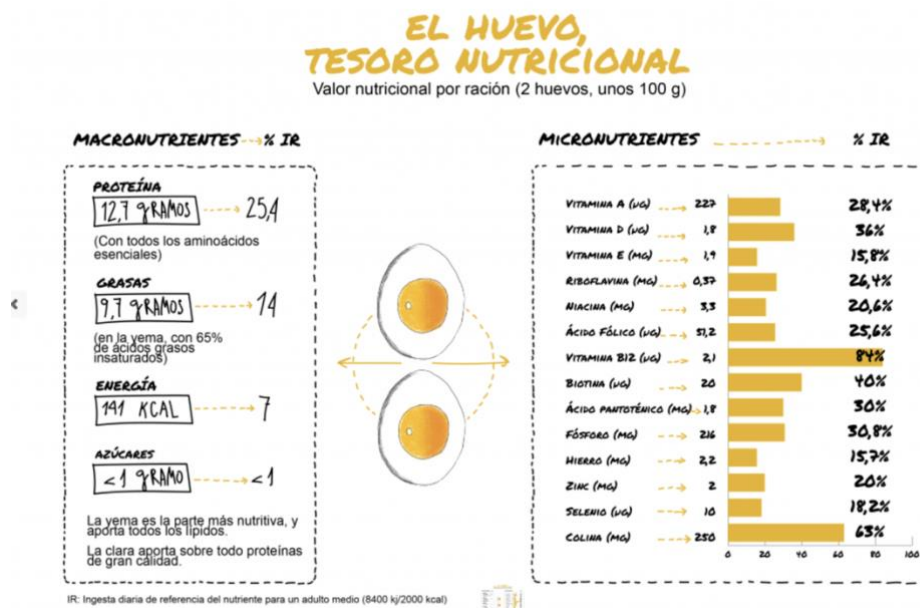 EL HUEVO,
TESORO NUTRICIONAL
Valor nutricional por ración (2 huevos, unos 100 g)
MACRONUTRIENTES % IR
PROTEÍNA
12,7 GRAMOS 25,4
(Con todos los aminoácidos
esenciales)
GRASAS
9,7 GRAMOS 14
(en la yema, con 65%
de ácidos grasos
insaturados)
ENERGÍA
141 KCAL 7
AZÚCARES
<1 GRAMO <1
La yema es la parte más nutritiva, y
aporta todos los lípidos.
La clara aporta sobre todo proteínas
de gran cálidad.
MICRONUTRIENTES % IR
VITAMINA A (UG) 227 28,4%
VITAMINA D (UG) 1,8 36%
VITAMINA E (MG) 1,9 15,8%
RIBOFLAVINA (MG) 0,37 26,4%
NIACINA (MG) 3,3 20,6%
ÁCIDO FÓLICO (UG) 51,2 25,6%
VITAMINA B12 (UG) 2,1 84%
BIOTINA (UG) 20 40%
ÁCIDO PANTOTÉNICO (MG) 1,8 30%
FÓSFORO (MG) 216 30,8%
HIERRO (MG) 2,2 15,7%
ZINC (MG) 2 20%
SELENIO (UG) 10 18,2%
COLINA (MG) 250 63%
0 20 40 60 80 100
IR: Ingesta diaria de referencia del nutriente para un adulto medio (8400 kj/2000 kcal)